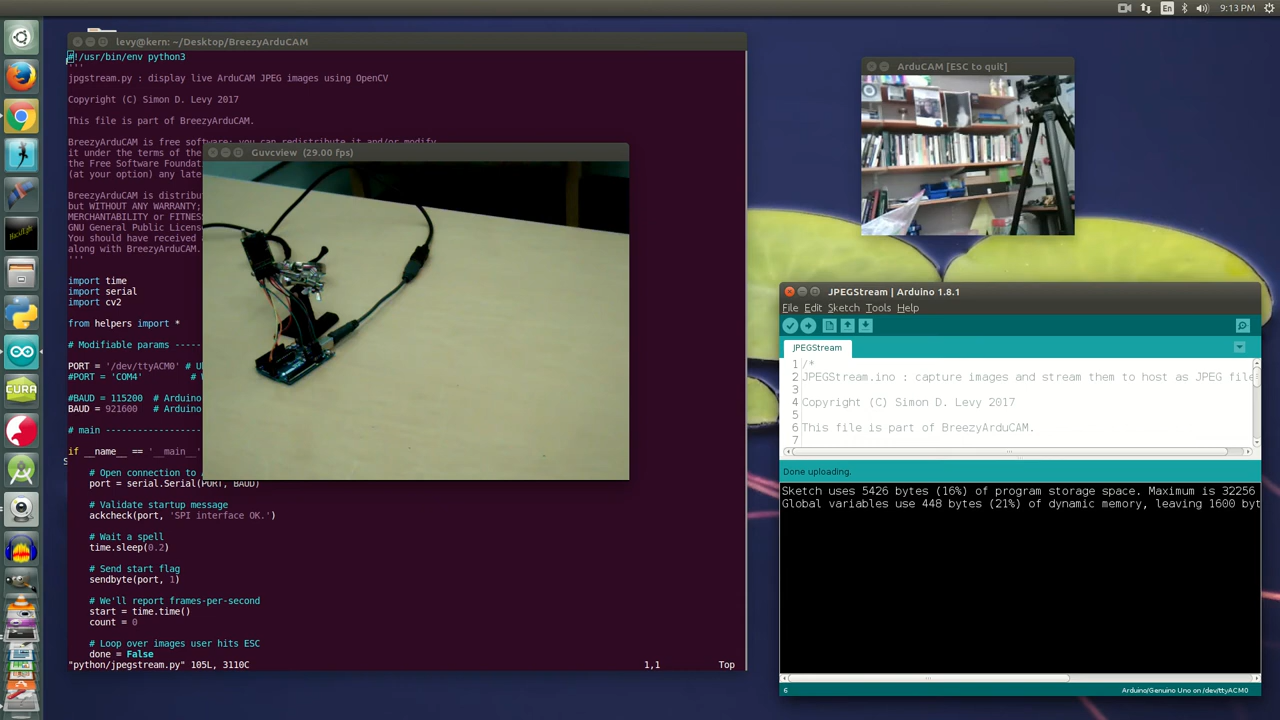 En
9:13 PM
levy@kern: ~/Desktop/BreezyArduCAM
#!/usr/bin/env python3
'''
jpgstream.py : display live ArduCAM JPEG images using OpenCV
Copyright (C) Simon D. Levy 2017
This file is part of BreezyArduCAM.
BreezyArduCAM is free software: you can redistribute it and/or modify
it under the terms of the
the Free Software Foundat
(at your option) any late
BreezyArduCAM is distrib
but WITHOUT ANY WARRANTY;
MERCHANTABILITY or FITNES
GNU General Public Licens
You should have received
along with BreezyArduCAM.
'''
import time
import serial
import cv2
from helpers import *
# Modifiable params ---
PORT = '/dev/ttyACM0' # U
#PORT = 'COM4' #
#BAUD = 115200 # Arduino
BAUD = 921600 # Arduino
# main ---
if __name__ == '__main__'
# Open connection to
port = serial.Serial(PORT, BAUD)
# Validate startup message
ackcheck(port, 'SPI interface OK.')
# Wait a spell
time.sleep(0.2)
# Send start flag
sendbyte(port, 1)
# We'll report frames-per-second
start = time.time()
count = 0
# Loop over images user hits ESC
done = False
"python/jpegstream.py" 105L, 3110C 1,1 Top
Guvcview (29.00 fps)
ArduCAM [ESC to quit]
JPEGStream | Arduino 1.8.1
File Edit Sketch Tools Help
JPEGStream
1 /*
2 JPEGStream.ino : capture images and stream them to host as JPEG file
3
4 Copyright (C) Simon D. Levy 2017
5
6 This file is part of BreezyArduCAM.
7
Done uploading.
Sketch uses 5426 bytes (16%) of program storage space. Maximum is 32256
Global variables use 448 bytes (21%) of dynamic memory, leaving 1600 byt
6 Arduino/Genuino Uno on /dev/ttyACM0
CURA